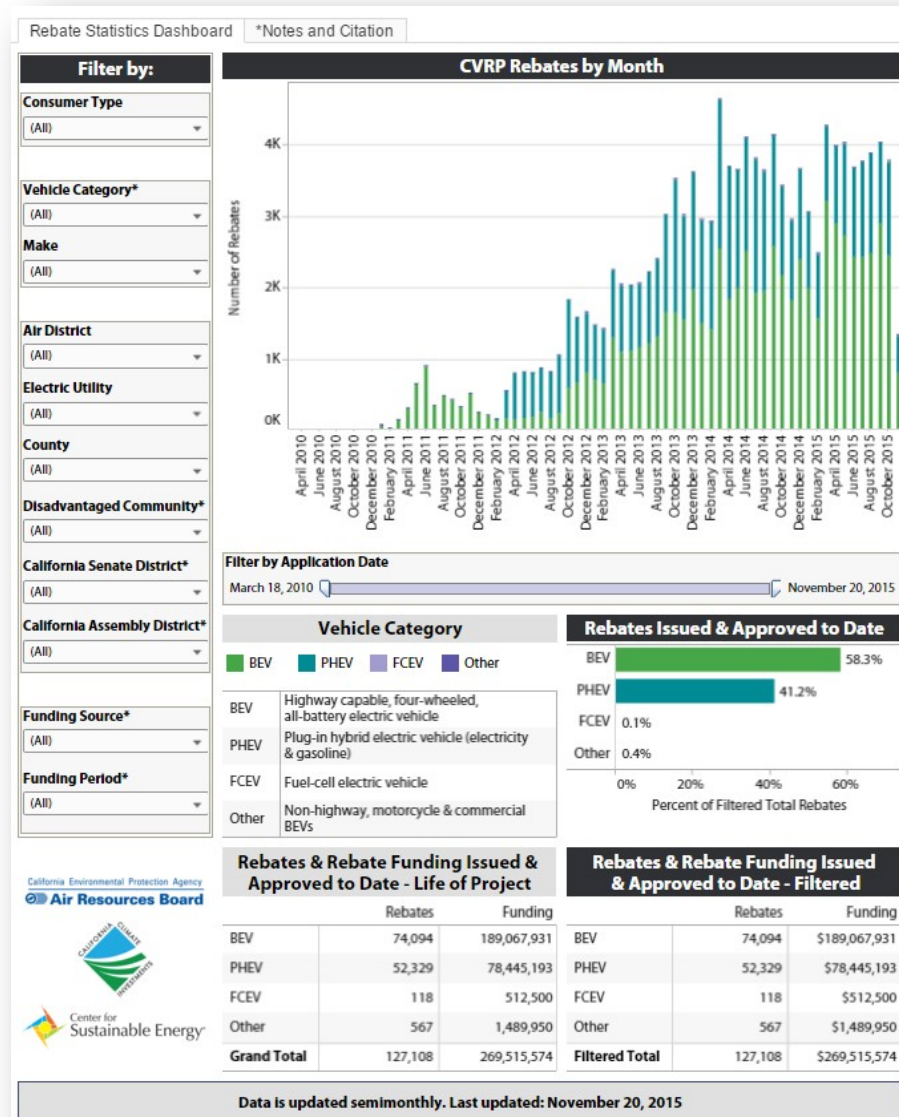 Rebate Statistics Dashboard
*Notes and Citation
Filter by:
Consumer Type
(All)
Vehicle Category*
(All)
Make
(All)
Air District
(All)
Electric Utility
(All)
County
(All)
Disadvantaged Community*
(All)
California Senate District*
(All)
California Assembly District*
(All)
Funding Source*
(All)
Funding Period*
(All)
California Environmental Protection Agency
Air Resources Board
CALIFORNIA CLIMATE
INVESTMENTS
Center for
Sustainable Energy
CVRP Rebates by Month
Number of Rebates
4K
3K
2K
1K
0K
April 2010
June 2010
August 2010
October 2010
December 2010
February 2011
April 2011
June 2011
August 2011
October 2011
December 2011
February 2012
April 2012
June 2012
August 2012
October 2012
December 2012
February 2013
April 2013
June 2013
August 2013
October 2013
December 2013
February 2014
April 2014
June 2014
August 2014
October 2014
December 2014
February 2015
April 2015
June 2015
August 2015
October 2015
Filter by Application Date
March 18, 2010 November 20, 2015
Vehicle Category
BEV PHEV FCEV Other
BEV Highway capable, four-wheeled,
all-battery electric vehicle
PHEV Plug-in hybrid electric vehicle (electricity
& gasoline)
FCEV Fuel-cell electric vehicle
Other Non-highway, motorcycle & commercial
BEVs
Rebates Issued & Approved to Date
BEV 58.3%
PHEV 41.2%
FCEV 0.1%
Other 0.4%
0% 20% 40% 60%
Percent of Filtered Total Rebates
Rebates & Rebate Funding Issued &
Approved to Date - Life of Project
Rebates Funding
BEV 74,094 189,067,931
PHEV 52,329 78,445,193
FCEV 118 512,500
Other 567 1,489,950
Grand Total 127,108 269,515,574
Rebates & Rebate Funding Issued
& Approved to Date - Filtered
Rebates Funding
BEV 74,094 $189,067,931
PHEV 52,329 $78,445,193
FCEV 118 $512,500
Other 567 $1,489,950
Filtered Total 127,108 $269,515,574
Data is updated semimonthly. Last updated: November 20, 2015